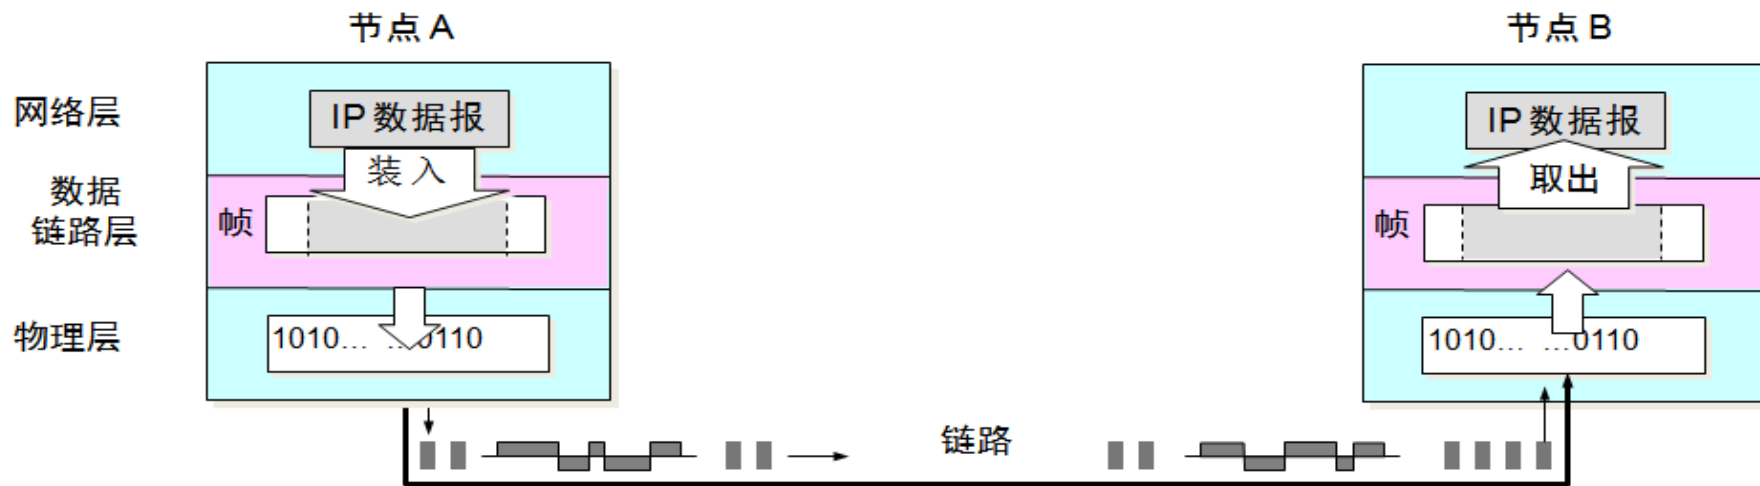 节点 A
节点 B
网络层
IP 数据报
IP 数据报
装入
取出
数据
链路层
帧
帧
物理层
1010... ...0110
1010... ...0110
链路